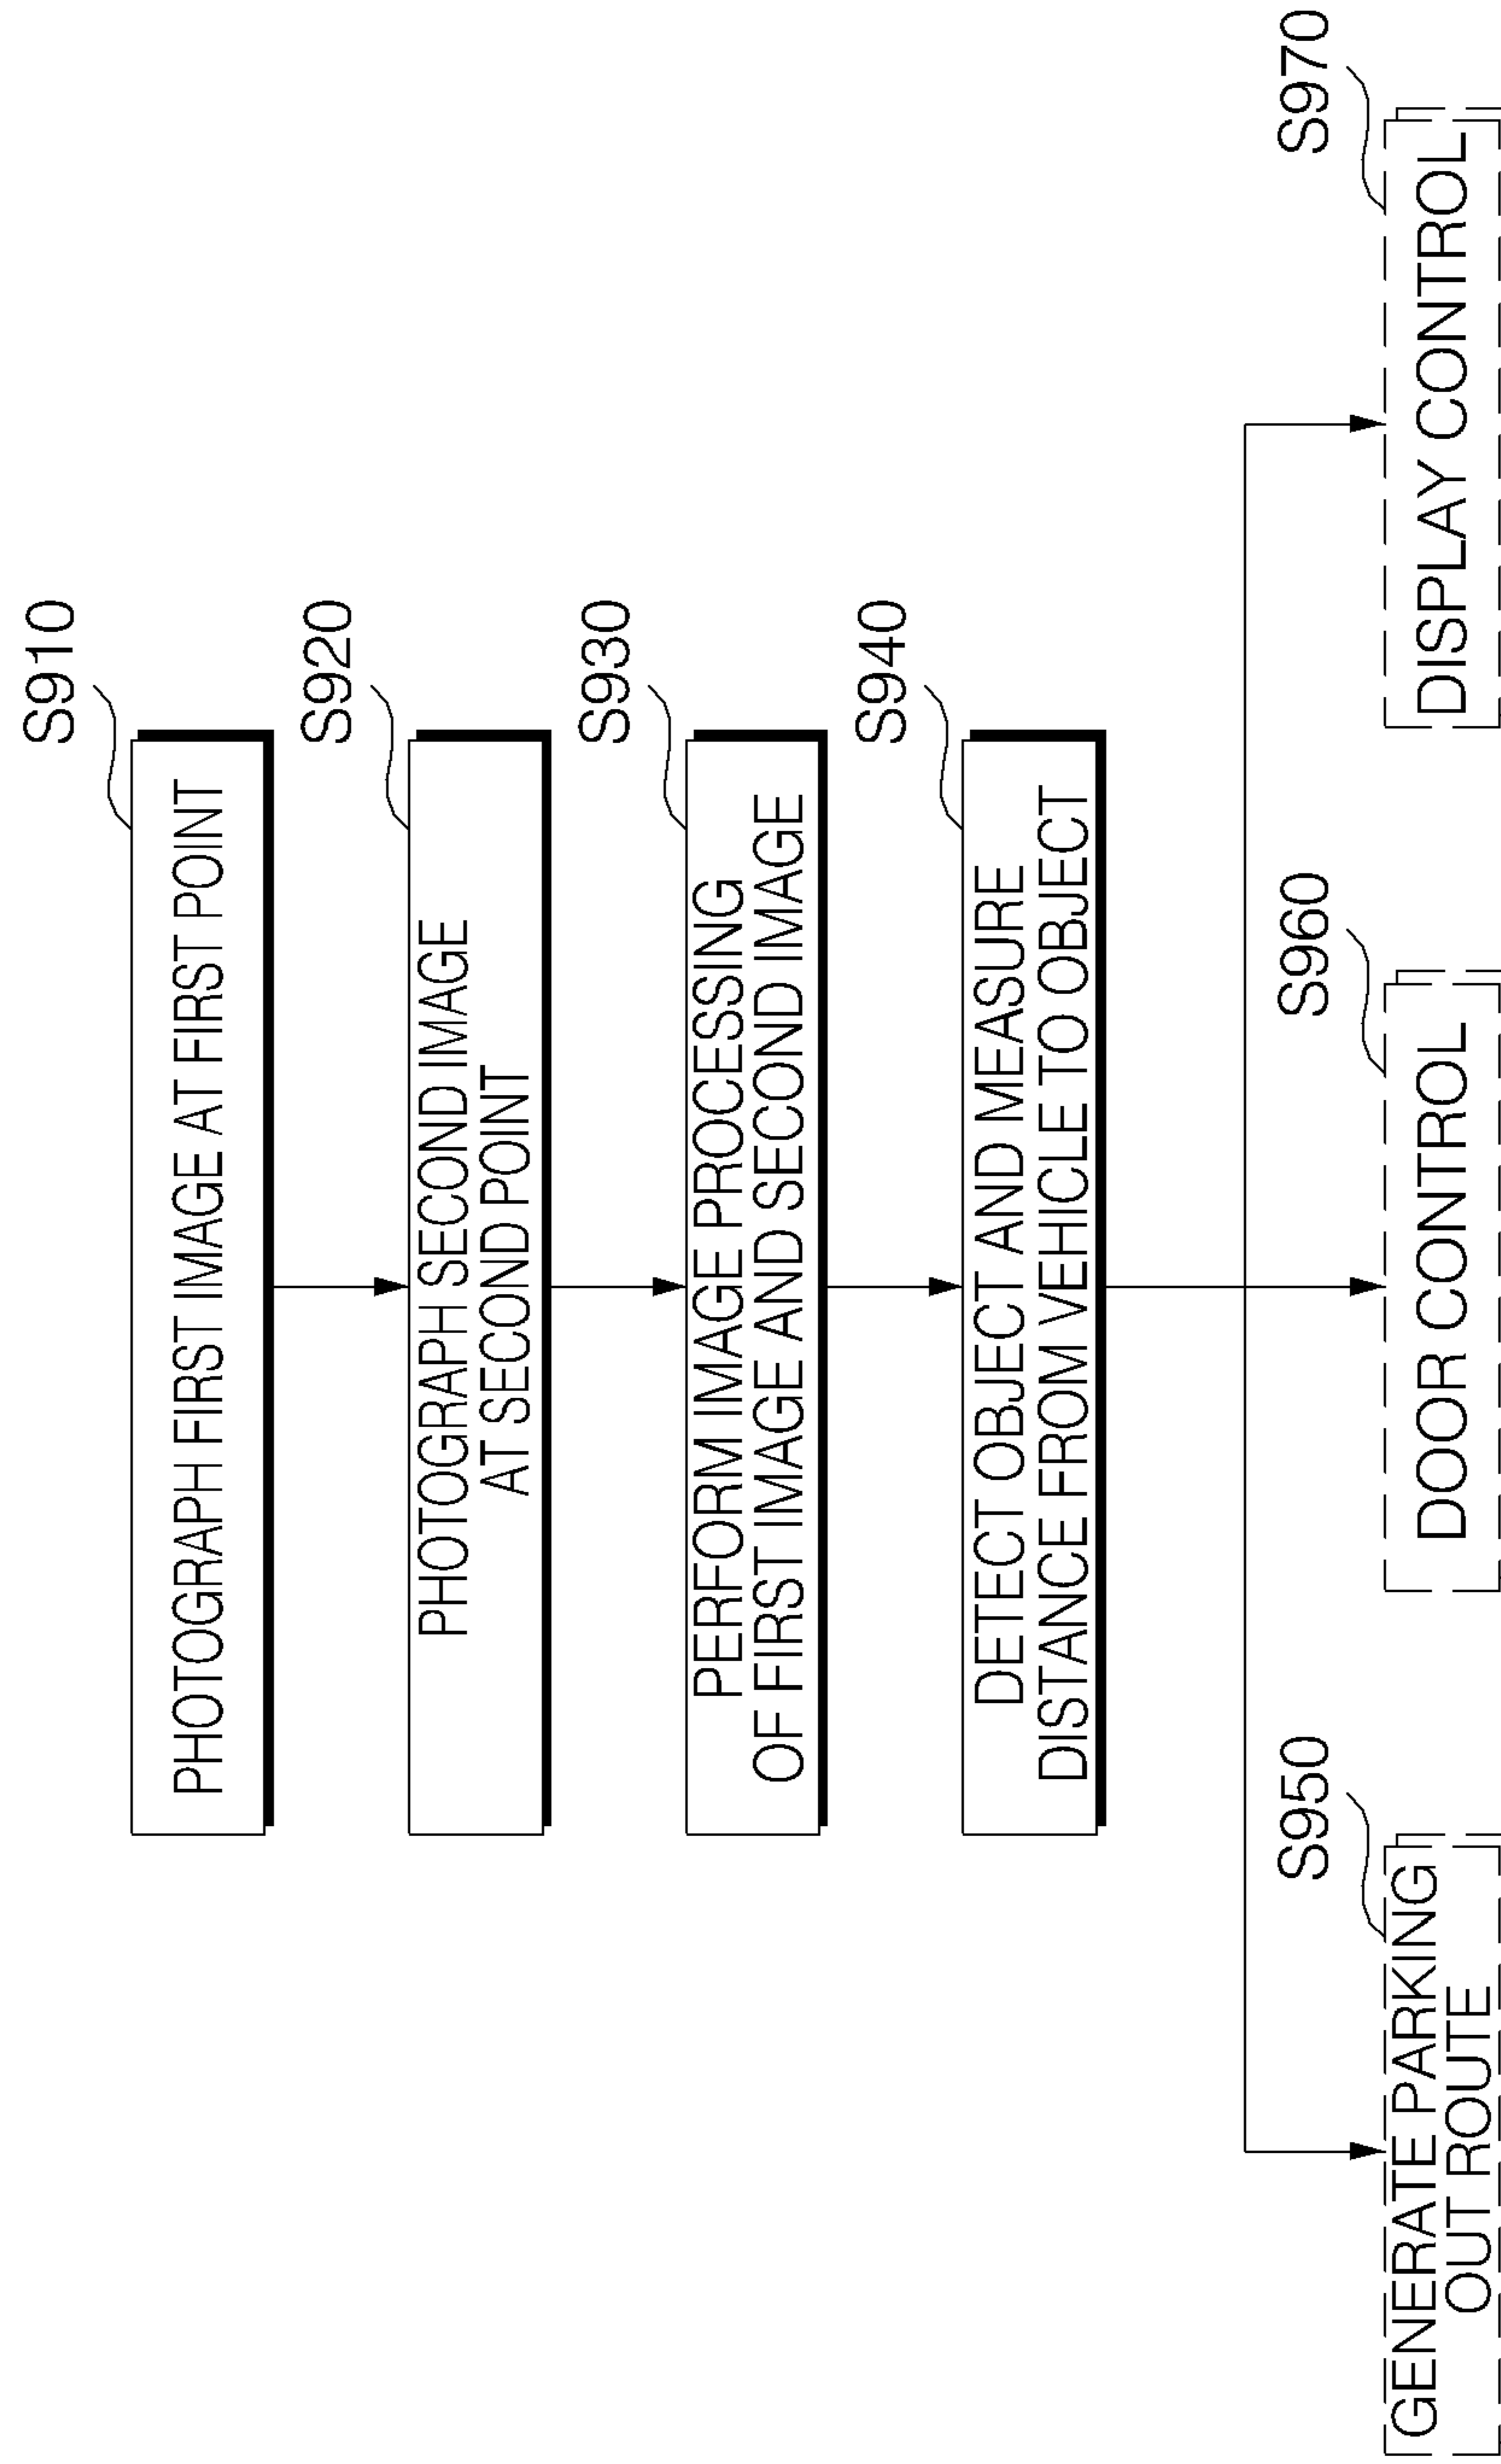 S910
PHOTOGRAPH FIRST IMAGE AT FIRST POINT
S920
PHOTOGRAPH SECOND IMAGE
AT SECOND POINT
S930
PERFORM IMAGE PROCESSING
OF FIRST IMAGE AND SECOND IMAGE
S940
DETECT OBJECT AND MEASURE
DISTANCE FROM VEHICLE TO OBJECT
S950
GENERATE PARKING
OUT ROUTE
S960
DOOR CONTROL
S970
DISPLAY CONTROL